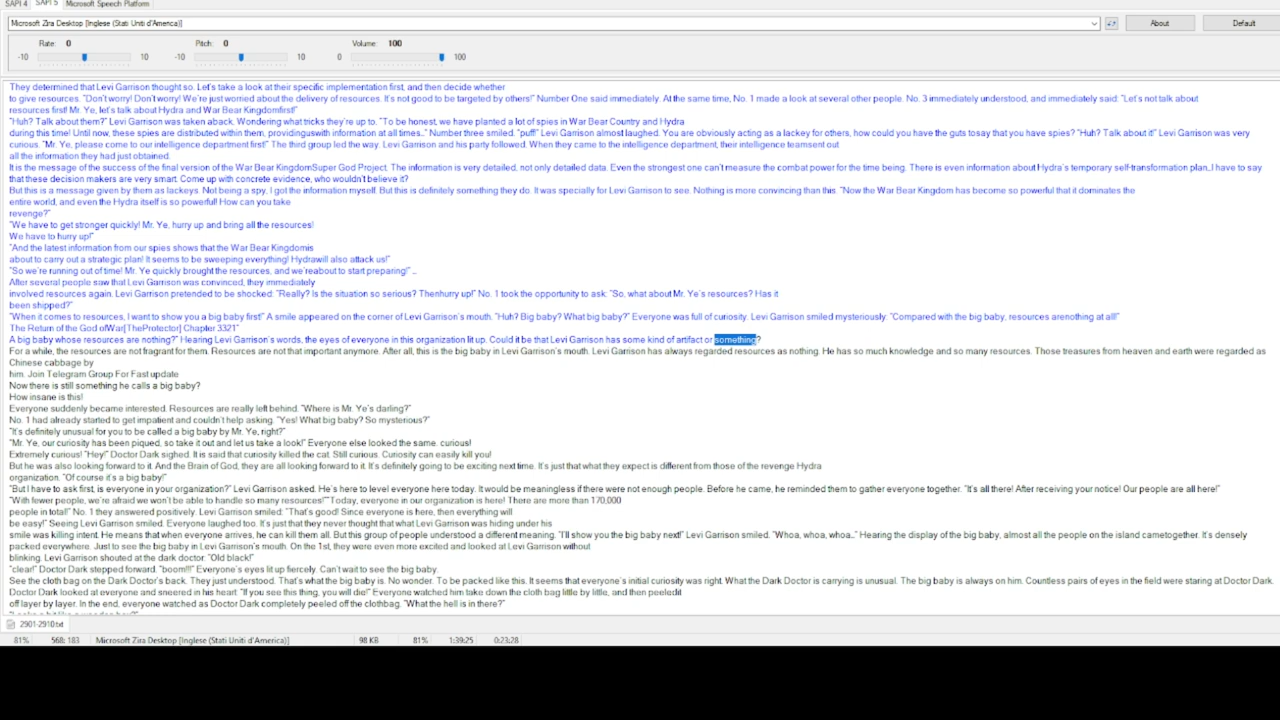 SAPI 4 SAPI 5 Microsoft Speech Platform
Microsoft Zira Desktop [Inglese (Stati Uniti d'America)] About Default
Rate: 0 Pitch: 0 Volume: 100
-10 10 -10 10 0 100
They determined that Levi Garrison thought so. Let's take a look at their specific implementation first, and then decide whether
to give resources. "Don't worry! Don't worry! We're just worried about the delivery of resources. It's not good to be targeted by others!" Number One said immediately. At the same time, No. 1 made a look at several other people. No. 3 immediately understood, and immediately said: "Let's not talk about
resources first! Mr. Ye, let's talk about Hydra and War Bear Kingdomfirst!"
"Huh? Talk about them?" Levi Garrison was taken aback. Wondering what tricks they're up to. "To be honest, we have planted a lot of spies in War Bear Country and Hydra
during this time! Until now, these spies are distributed within them, providingswith information at all times..." Number three smiled. "puff!" Levi Garrison almost laughed. You are obviously acting as a lackey for others, how could you have the guts tosay that you have spies? "Huh? Talk about it!" Levi Garrison was very
curious. "Mr. Ye, please come to our intelligence department first!" The third group led the way. Levi Garrison and his party followed. When they came to the intelligence department, their intelligence teamsent out
all the information they had just obtained.
It is the message of the success of the final version of the War Bear KingdomSuper God Project. The information is very detailed, not only detailed data. Even the strongest one can't measure the combat power for the time being. There is even information about Hydra's temporary self-transformation plan,.I have to say
that these decision makers are very smart. Come up with concrete evidence, who wouldn't believe it?
But this is a message given by them as lackeys. Not being a spy, I got the information myself. But this is definitely something they do. It was specially for Levi Garrison to see. Nothing is more convincing than this. "Now the War Bear Kingdom has become so powerful that it dominates the
entire world, and even the Hydra itself is so powerful! How can you take
revenge?"
"We have to get stronger quickly! Mr. Ye, hurry up and bring all the resources!
We have to hurry up!"
"And the latest information from our spies shows that the War Bear Kingdomis
about to carry out a strategic plan! It seems to be sweeping everything! Hydrawill also attack us!"
"So we're running out of time! Mr. Ye quickly brought the resources, and we'reabout to start preparing!" ...
After several people saw that Levi Garrison was convinced, they immediately
involved resources again. Levi Garrison pretended to be shocked: "Really? Is the situation so serious? Thenhurry up!" No. 1 took the opportunity to ask: "So, what about Mr. Ye's resources? Has it
been shipped?"
"When it comes to resources, I want to show you a big baby first!" A smile appeared on the corner of Levi Garrison's mouth. "Huh? Big baby? What big baby?" Everyone was full of curiosity. Levi Garrison smiled mysteriously: "Compared with the big baby, resources arenothing at all!"
The Return of the God ofWar[TheProtector] Chapter 3321"
A big baby whose resources are nothing?" Hearing Levi Garrison's words, the eyes of everyone in this organization lit up. Could it be that Levi Garrison has some kind of artifact or something?
For a while, the resources are not fragrant for them. Resources are not that important anymore. After all, this is the big baby in Levi Garrison's mouth. Levi Garrison has always regarded resources as nothing. He has so much knowledge and so many resources. Those treasures from heaven and earth were regarded as
Chinese cabbage by
him. Join Telegram Group For Fast update
Now there is still something he calls a big baby?
How insane is this!
Everyone suddenly became interested. Resources are really left behind. "Where is Mr. Ye's darling?"
No. 1 had already started to get impatient and couldn't help asking. "Yes! What big baby? So mysterious?"
"It's definitely unusual for you to be called a big baby by Mr. Ye, right?"
"Mr. Ye, our curiosity has been piqued, so take it out and let us take a look!" Everyone else looked the same. curious!
Extremely curious! "Hey!" Doctor Dark sighed. It is said that curiosity killed the cat. Still curious. Curiosity can easily kill you!
But he was also looking forward to it. And the Brain of God, they are all looking forward to it. It's definitely going to be exciting next time. It's just that what they expect is different from those of the revenge Hydra
organization. "Of course it's a big baby!"
"But I have to ask first, is everyone in your organization?" Levi Garrison asked. He's here to level everyone here today. It would be meaningless if there were not enough people. Before he came, he reminded them to gather everyone together. "It's all there! After receiving your notice! Our people are all here!"
"With fewer people, we're afraid we won't be able to handle so many resources!""Today, everyone in our organization is here! There are more than 170,000
people in total!" No. 1 they answered positively. Levi Garrison smiled: "That's good! Since everyone is here, then everything will
be easy!" Seeing Levi Garrison smiled. Everyone laughed too. It's just that they never thought that what Levi Garrison was hiding under his
smile was killing intent. He means that when everyone arrives, he can kill them all. But this group of people understood a different meaning. "I'll show you the big baby next!" Levi Garrison smiled. "Whoa, whoa, whoa..." Hearing the display of the big baby, almost all the people on the island cametogether. It's densely
packed everywhere. Just to see the big baby in Levi Garrison's mouth. On the 1st, they were even more excited and looked at Levi Garrison without
blinking. Levi Garrison shouted at the dark doctor: "Old black!"
"clear!" Doctor Dark stepped forward. "boom!!!" Everyone's eyes lit up fiercely. Can't wait to see the big baby.
See the cloth bag on the Dark Doctor's back. They just understood. That's what the big baby is. No wonder. To be packed like this. It seems that everyone's initial curiosity was right. What the Dark Doctor is carrying is unusual. The big baby is always on him. Countless pairs of eyes in the field were staring at Doctor Dark.
Doctor Dark looked at everyone and sneered in his heart: "If you see this thing, you will die!" Everyone watched him take down the cloth bag little by little, and then peeledit
off layer by layer. In the end, everyone watched as Doctor Dark completely peeled off the clothbag. "What the hell is in there?"
2901-2910.txt
81% 568: 183 Microsoft Zira Desktop [Inglese (Stati Uniti d'America)] 98 KB 81% 1:39:25 0:23:28